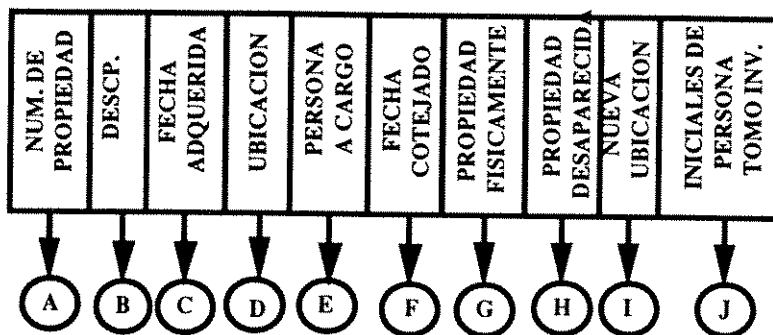 NUM. DE
PROPIEDAD
DESCP.
FECHA
ADQUERIDA
UBICACION
PERSONA
A CARGO
FECHA
COTEJADO
PROPIEDAD
FISICAMENTE
PROPIEDAD
DESAPARECID
NUEVA
UBICACION
INICIALES DE
PERSONA
TOMO INV.
A
B
C
D
E
F
G
H
I
J